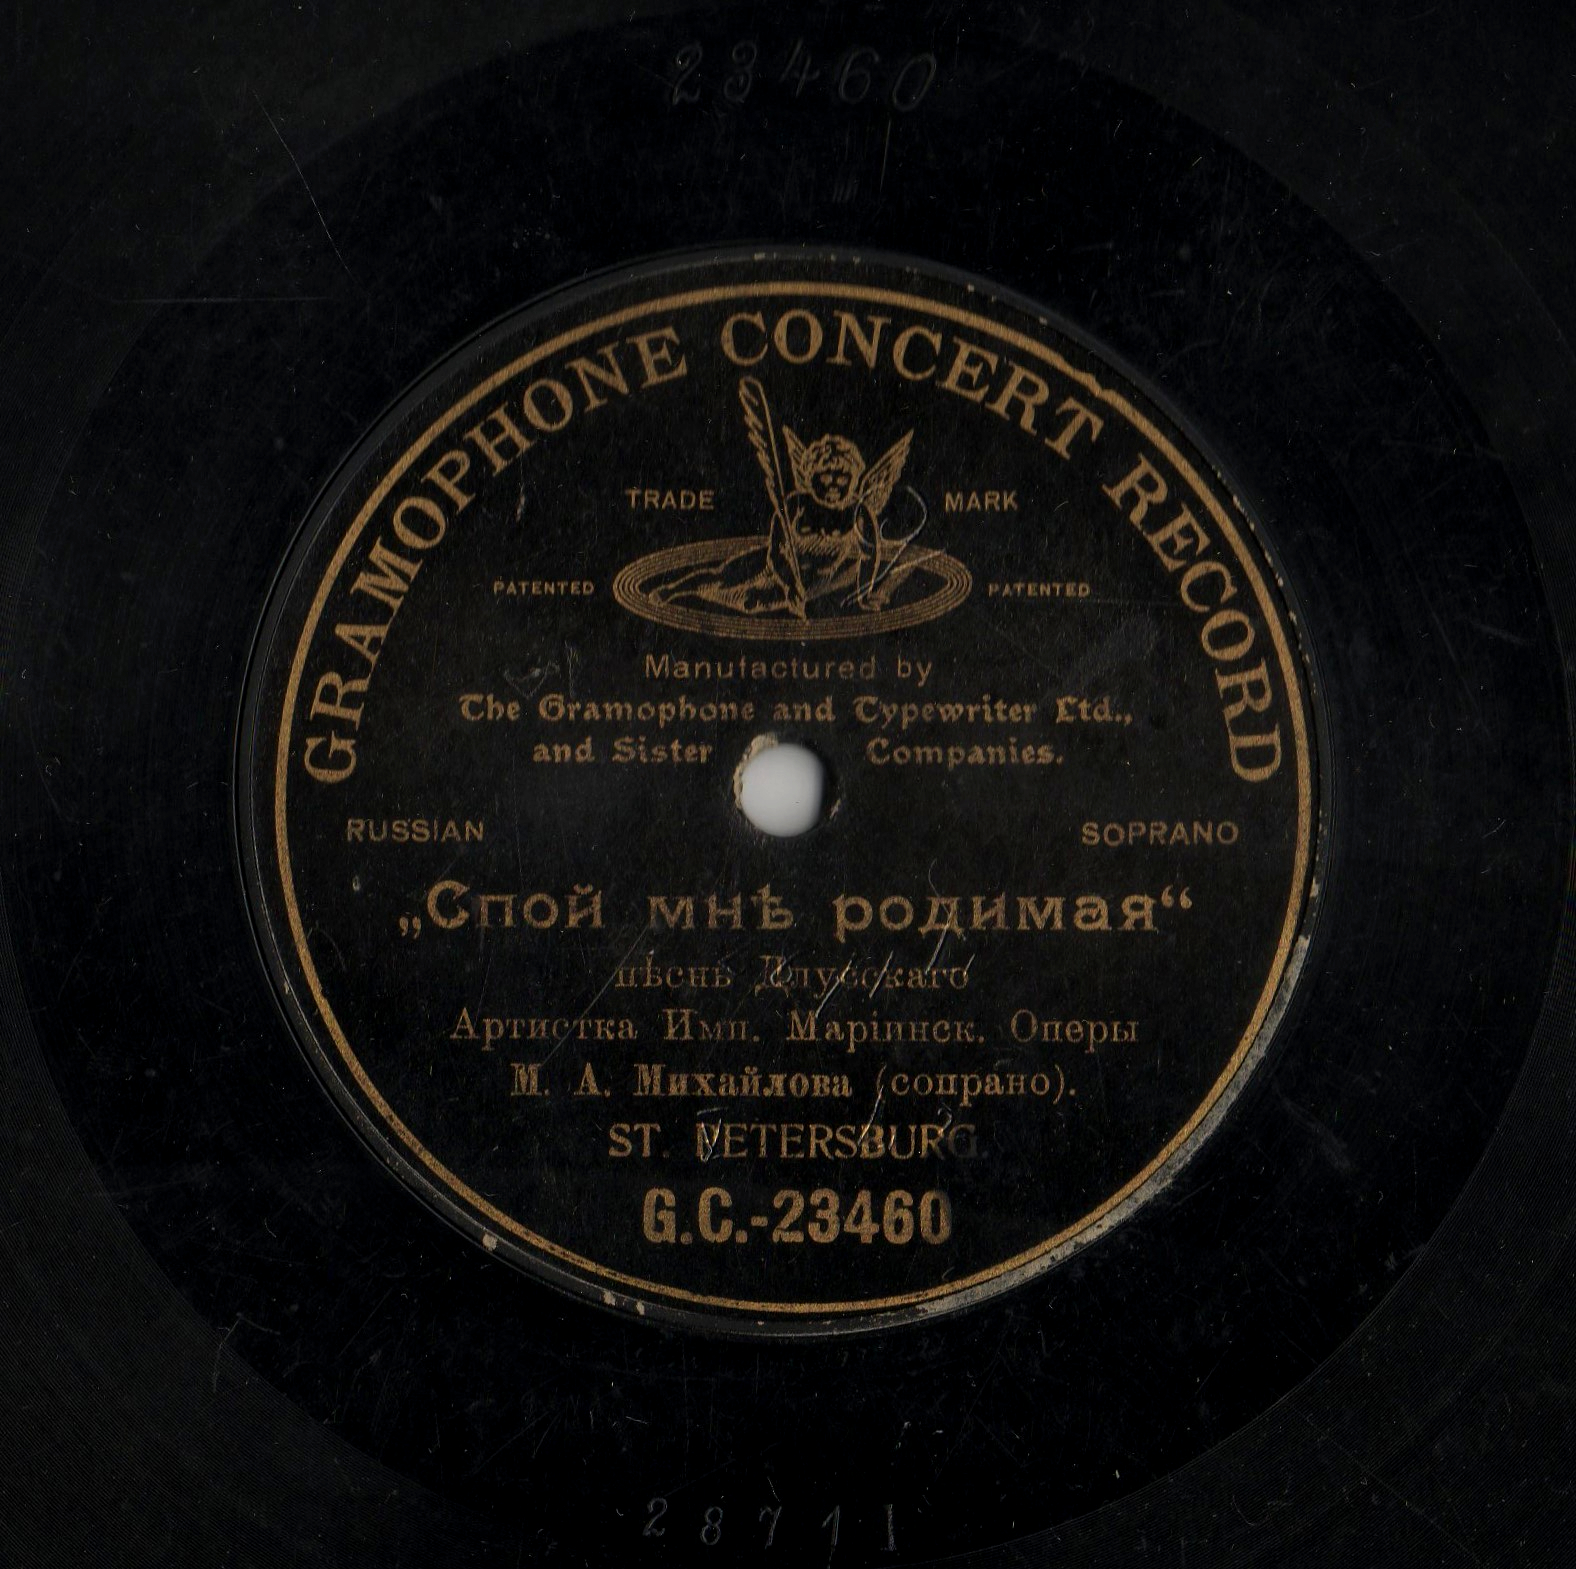 23460
GRAMOPHONE CONCERT RECORD
TRADE MARK
PATENTED PATENTED
Manufactured by
The Gramophone and Typewriter Ltd.,
and Sister Companies.
RUSSIAN SOPRANO
„Спой мнѣ родимая“
пѣснь Длусскаго
Артистка Имп. Маріинск. Оперы
М. А. Михайлова (сопрано).
ST. PETERSBURG.
G.C.-23460
28711